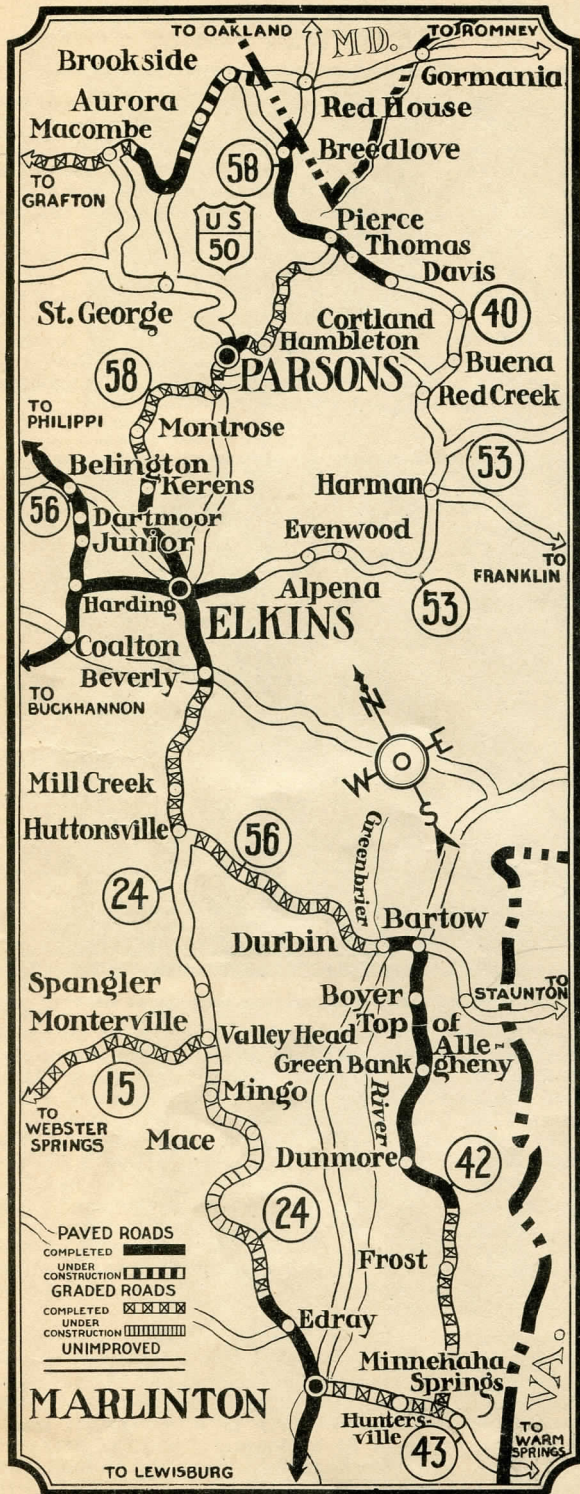 TO OAKLAND
MD.
TO ROMNEY
Brookside
Gormania
Aurora
Red House
Macombe
Breedlove
TO
GRAFTON
58
US
50
Pierce
Thomas
Davis
St. George
Cortland
40
Hambleton
PARSONS
Buena
58
Red Creek
TO
PHILIPPI
Montrose
53
Belington
Kerens
Harman
56
Dartmoor
Junior
Evenwood
TO
FRANKLIN
Harding
Alpena
53
ELKINS
Coalton
Beverly
TO
BUCKHANNON
N
E
W
S
Mill Creek
Huttonsville
56
Greenbrier
24
Durbin
Bartow
Spangler
Boyer
TO
STAUNTON
Monterville
Valley Head
Top of
Alle-
gheny
Green Bank
15
Mingo
River
TO
WEBSTER
SPRINGS
Mace
Dunmore
42
24
PAVED ROADS
COMPLETED
UNDER
CONSTRUCTION
GRADED ROADS
COMPLETED
UNDER
CONSTRUCTION
UNIMPROVED
Frost
Edray
Minnehaha
Springs
VA.
MARLINTON
Hunters-
ville
43
TO
WARM
SPRINGS
TO LEWISBURG